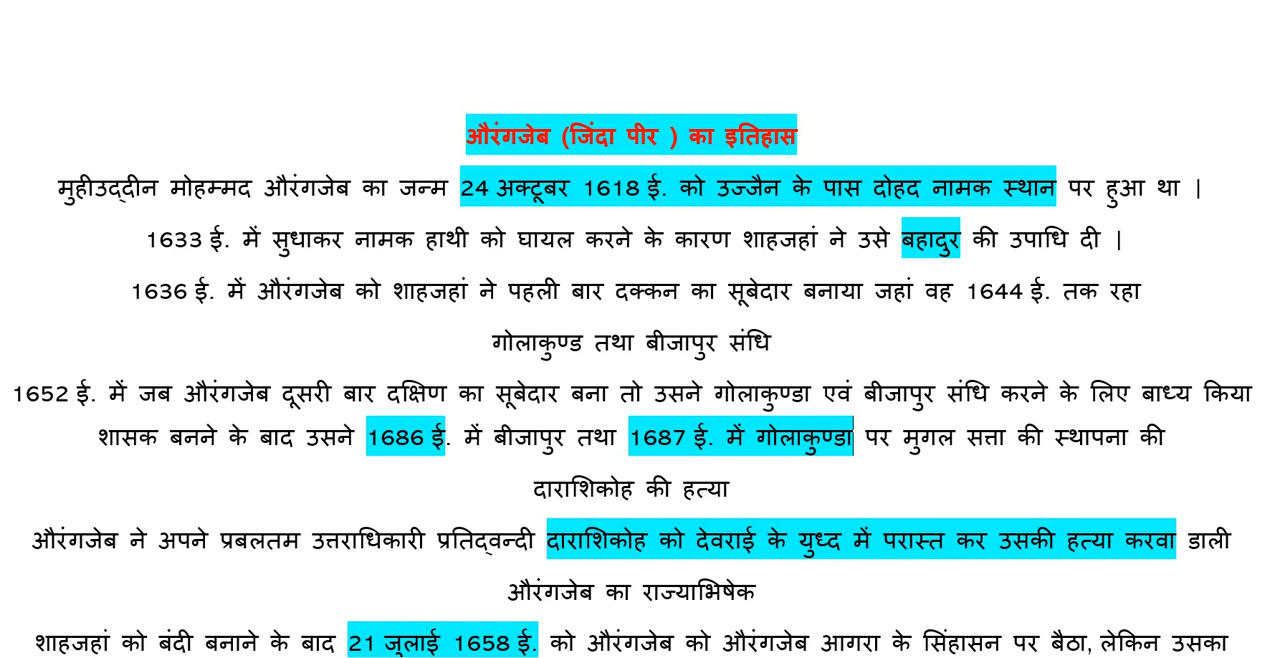 औरंगजेब (जिंदा पीर ) का इतिहास
मुहीउद्दीन मोहम्मद औरंगजेब का जन्म 24 अक्टूबर 1618 ई. को उज्जैन के पास दोहद नामक स्थान पर हुआ था |
1633 ई. में सुधाकर नामक हाथी को घायल करने के कारण शाहजहां ने उसे बहादुर की उपाधि दी |
1636 ई. में औरंगजेब को शाहजहां ने पहली बार दक्कन का सूबेदार बनाया जहां वह 1644 ई. तक रहा
गोलाकुण्ड तथा बीजापुर संधि
1652 ई. में जब औरंगजेब दूसरी बार दक्षिण का सूबेदार बना तो उसने गोलाकुण्डा एवं बीजापुर संधि करने के लिए बाध्य किया
शासक बनने के बाद उसने 1686 ई. में बीजापुर तथा 1687 ई. में गोलाकुण्डा पर मुगल सत्ता की स्थापना की
दाराशिकोह की हत्या
औरंगजेब ने अपने प्रबलतम उत्तराधिकारी प्रतिद्वन्दी दाराशिकोह को देवराई के युध्द में परास्त कर उसकी हत्या करवा डाली
औरंगजेब का राज्याभिषेक
शाहजहां को बंदी बनाने के बाद 21 जुलाई 1658 ई. को औरंगजेब को औरंगजेब आगरा के सिंहासन पर बैठा, लेकिन उसका